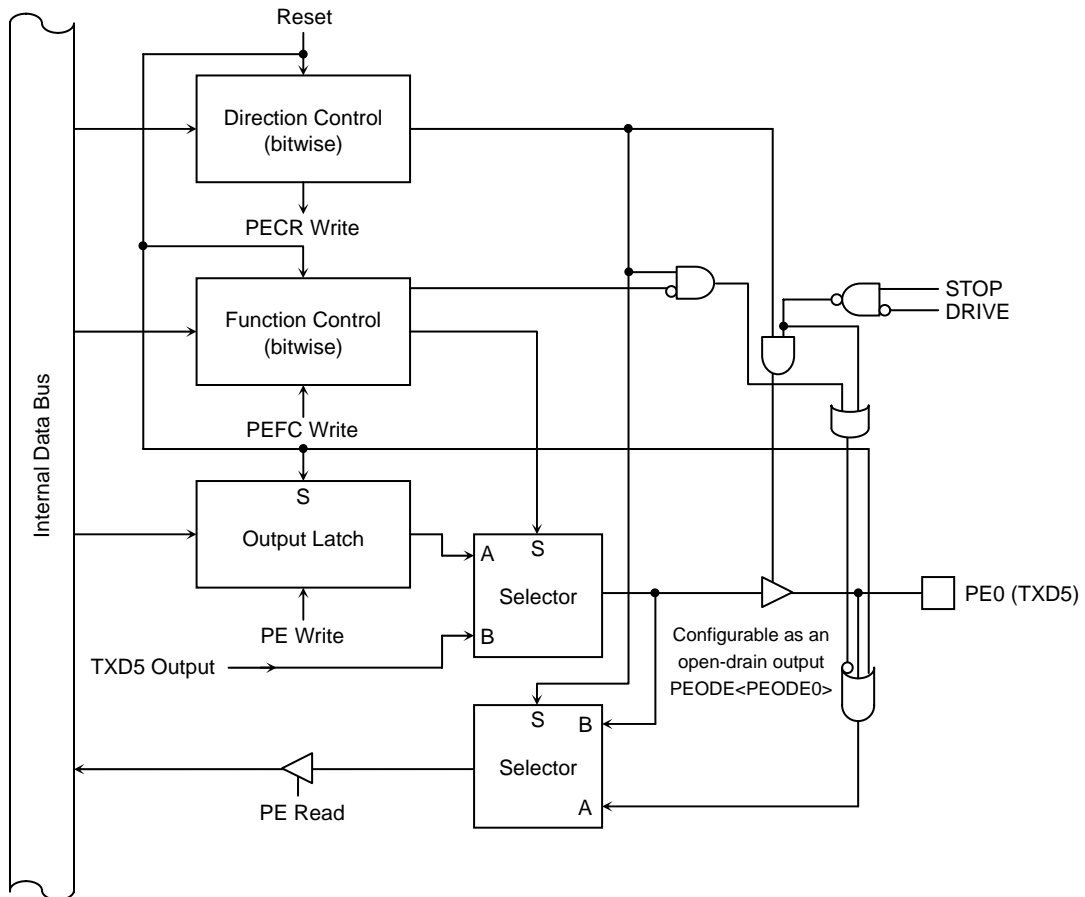 Reset
Direction Control
(bitwise)
PECR Write
STOP
DRIVE
Function Control
(bitwise)
PEFC Write
Internal Data Bus
S
Output Latch
PE Write
A
S
Selector
B
TXD5 Output
PE0 (TXD5)
Configurable as an
open-drain output
PEODE<PEODE0>
S
B
Selector
A
PE Read